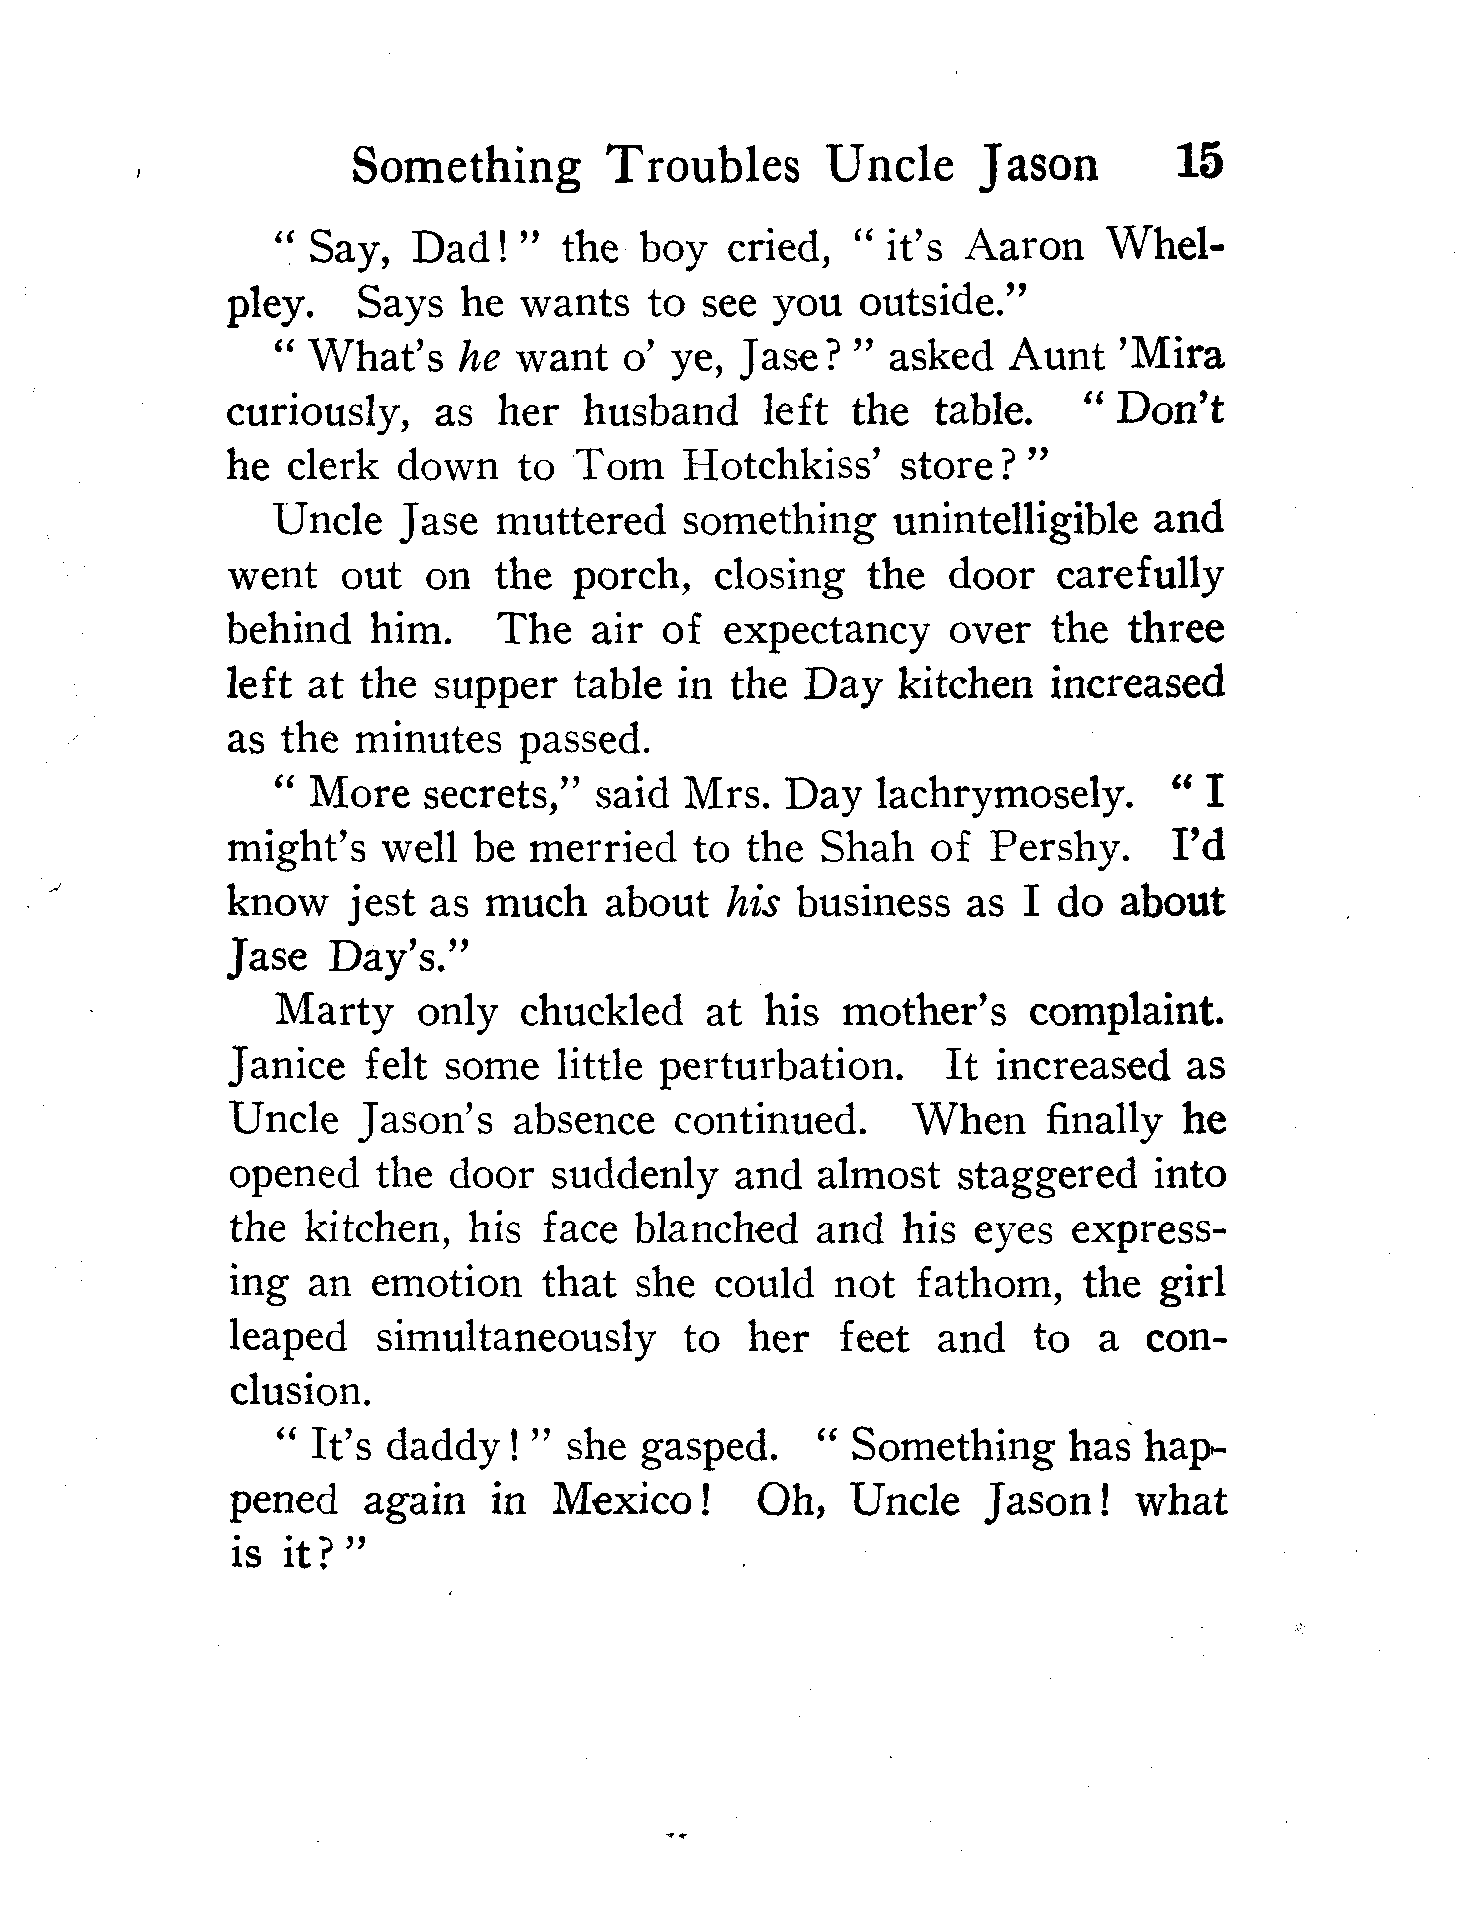 Something Troubles Uncle Jason 15
" Say, Dad! " the boy cried, " it's Aaron Whel-
pley. Says he wants to see you outside."
" What's he want o' ye, Jase? " asked Aunt 'Mira
curiously, as her husband left the table. " Don't
he clerk down to Tom Hotchkiss' store? "
Uncle Jase muttered something unintelligible and
went out on the porch, closing the door carefully
behind him. The air of expectancy over the three
left at the supper table in the Day kitchen increased
as the minutes passed.
" More secrets," said Mrs. Day lachrymosely. " I
might's well be merried to the Shah of Pershy. I'd
know jest as much about his business as I do about
Jase Day's."
Marty only chuckled at his mother's complaint.
Janice felt some little perturbation. It increased as
Uncle Jason's absence continued. When finally he
opened the door suddenly and almost staggered into
the kitchen, his face blanched and his eyes express-
ing an emotion that she could not fathom, the girl
leaped simultaneously to her feet and to a con-
clusion.
" It's daddy! " she gasped. " Something has hap-
pened again in Mexico! Oh, Uncle Jason! what
is it? "